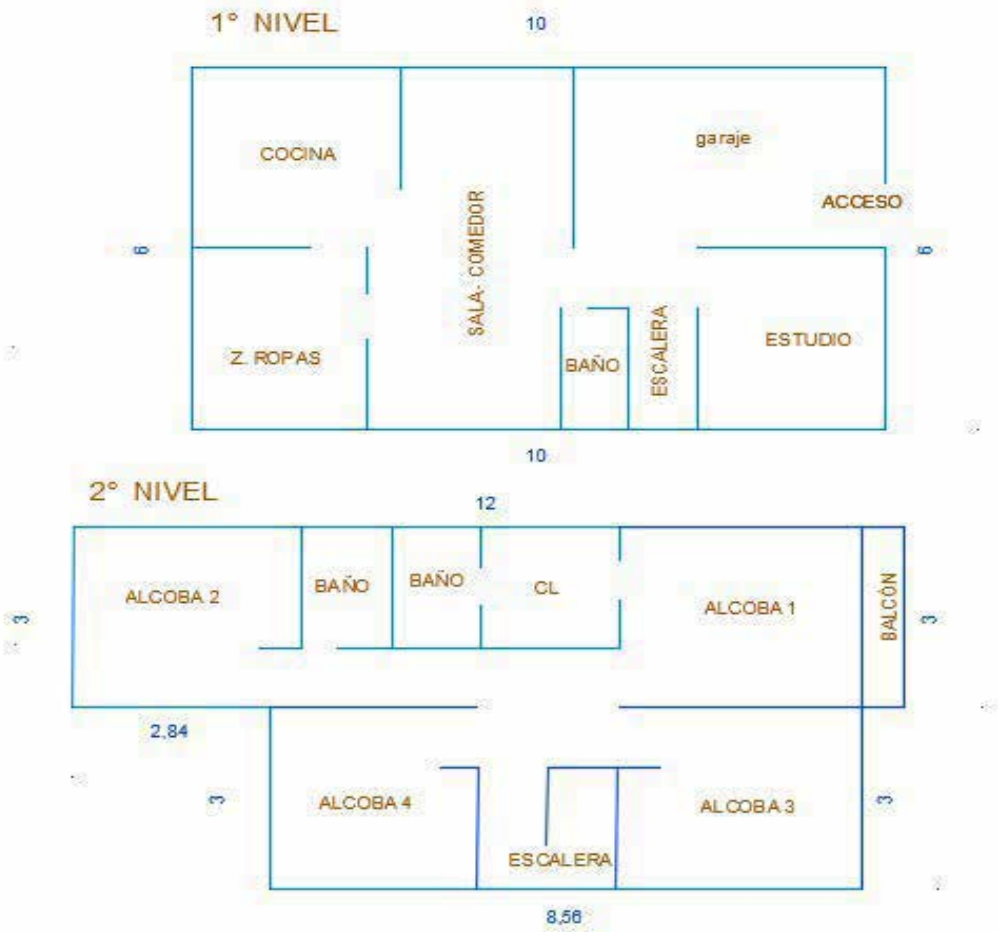 1° NIVEL
10
COCINA
garaje
ACCESO
6
SALA- COMEDOR
6
Z. ROPAS
BAÑO
ESCALERA
ESTUDIO
10
2° NIVEL
12
ALCOBA 2
BAÑO
BAÑO
CL
ALCOBA 1
BALCÓN
3
3
2,84
3
ALCOBA 4
ESCALERA
ALCOBA 3
3
8,56